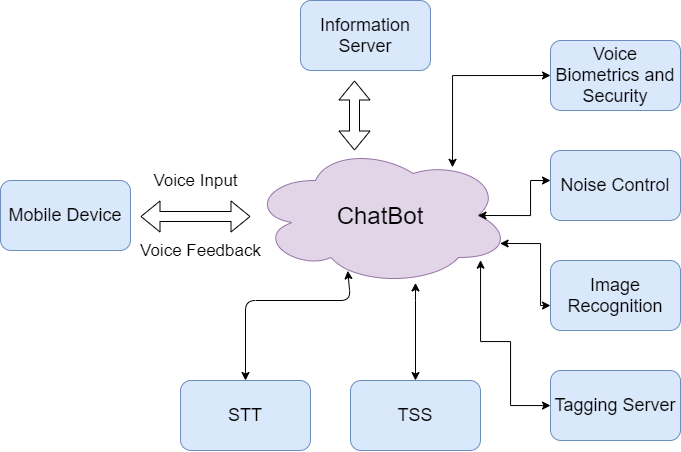 Information
Server
Voice
Biometrics and
Security
Voice Input
Noise Control
Mobile Device
ChatBot
Voice Feedback
Image
Recognition
STT
TSS
Tagging Server